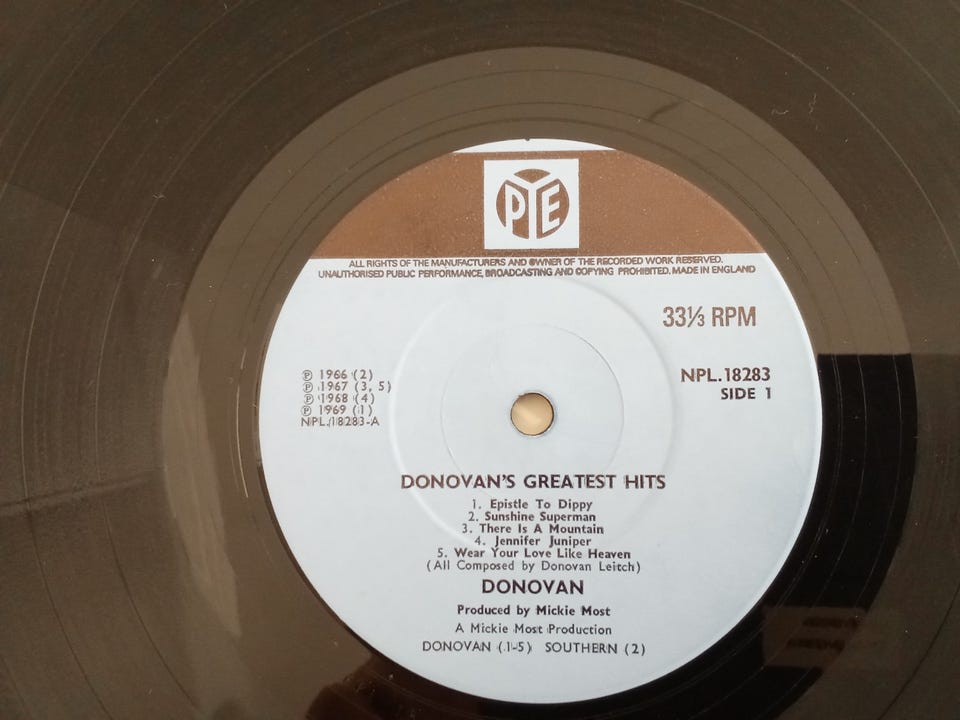 PYE
ALL RIGHTS OF THE MANUFACTURERS AND OWNER OF THE RECORDED WORK RESERVED.
UNAUTHORISED PUBLIC PERFORMANCE, BROADCASTING AND COPYING PROHIBITED. MADE IN ENGLAND
33⅓ RPM
NPL.18283
SIDE 1
℗ 1966 (2)
℗ 1967 (3, 5)
℗ 1968 (4)
℗ 1969 (1)
NPL.18283-A
DONOVAN'S GREATEST HITS
1. Epistle To Dippy
2. Sunshine Superman
3. There Is A Mountain
4. Jennifer Juniper
5. Wear Your Love Like Heaven
(All Composed by Donovan Leitch)
DONOVAN
Produced by Mickie Most
A Mickie Most Production
DONOVAN (1-5) SOUTHERN (2)